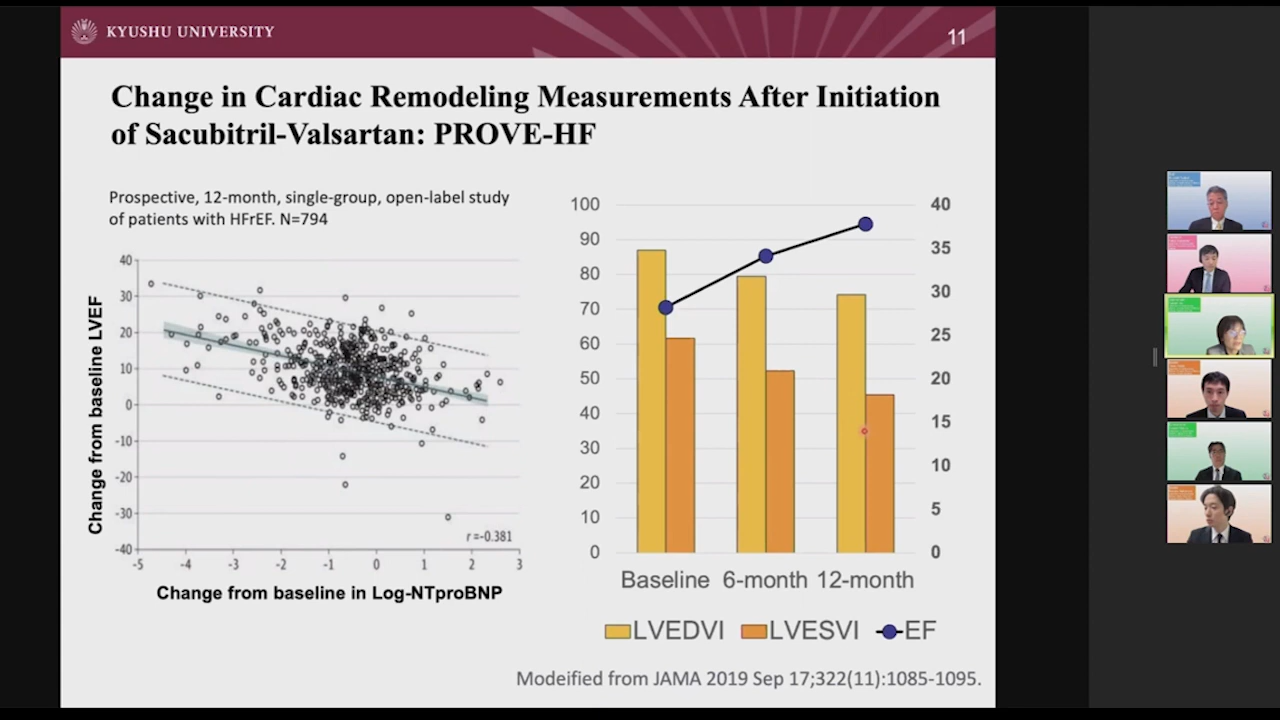 KYUSHU UNIVERSITY
11
Change in Cardiac Remodeling Measurements After Initiation
of Sacubitril-Valsartan: PROVE-HF
Prospective, 12-month, single-group, open-label study
of patients with HFrEF. N=794
Change from baseline LVEF
40
30
20
10
0
-10
-20
-30
-40
r=-0.381
-5 -4 -3 -2 -1 0 1 2 3
Change from baseline in Log-NTproBNP
100
90
80
70
60
50
40
30
20
10
0
40
35
30
25
20
15
10
5
0
Baseline 6-month 12-month
LVEDVI LVESVI EF
Modeified from JAMA 2019 Sep 17;322(11):1085-1095.